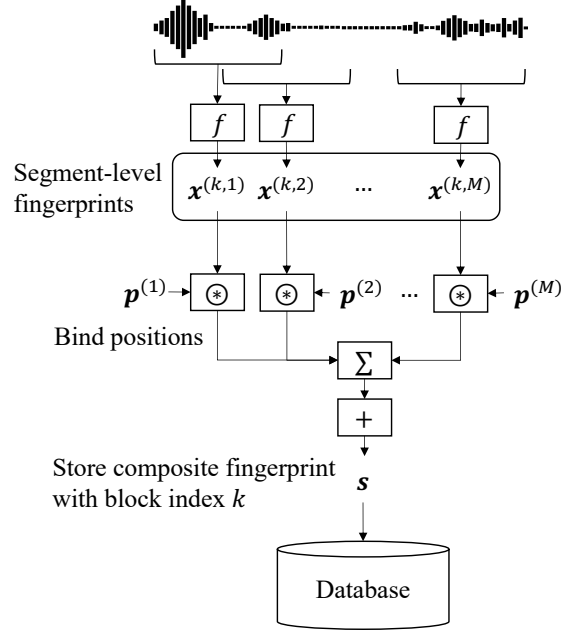 f f f
Segment-level
fingerprints
x^(k,1) x^(k,2) ... x^(k,M)
p^(1) ⊛ ⊛ p^(2) ... ⊛ p^(M)
Bind positions
Σ
+
Store composite fingerprint
with block index k
s
Database